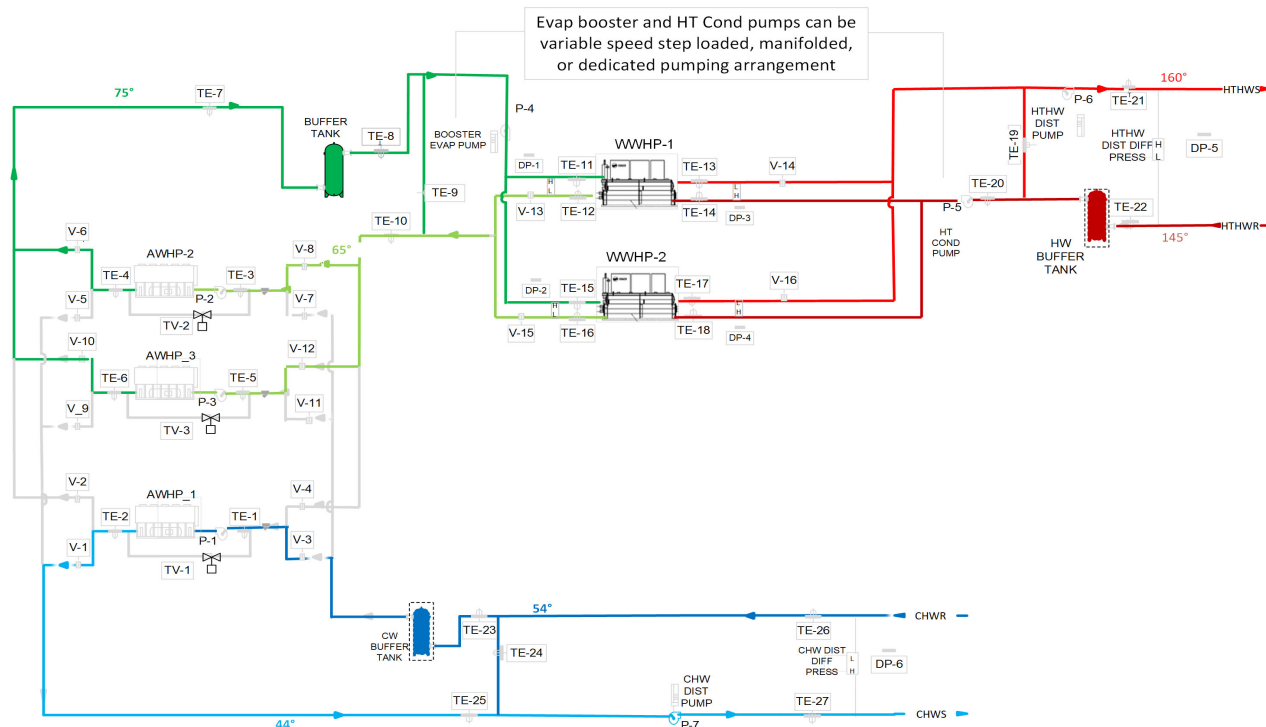 Evap booster and HT Cond pumps can be
variable speed step loaded, manifolded,
or dedicated pumping arrangement
75°
TE-7
BUFFER
TANK
TE-8
BOOSTER
EVAP PUMP
P-4
DP-1
H
L
TE-11
WWHP-1
TE-13
V-14
H
L
DP-3
TE-9
V-13
TE-12
TE-14
TE-10
65°
160°
P-6
TE-21
HTHWS
HTHW
DIST
PUMP
TE-19
HTHW
DIST DIFF
PRESS
H
L
DP-5
P-5
TE-20
TE-22
HT
COND
PUMP
145°
HTHWR
HW
BUFFER
TANK
V-6
AWHP-2
V-8
TE-4
P-2
TE-3
V-5
V-7
TV-2
WWHP-2
DP-2
H
L
TE-15
TE-17
V-16
H
L
V-15
TE-16
TE-18
DP-4
V-10
AWHP_3
V-12
TE-6
P-3
TE-5
V_9
V-11
TV-3
V-2
AWHP_1
V-4
TE-2
P-1
TE-1
V-1
V-3
TV-1
CW
BUFFER
TANK
54°
TE-23
TE-26
CHWR
TE-24
CHW DIST
DIFF
PRESS
L
H
DP-6
CHW
DIST
PUMP
TE-25
P-7
TE-27
CHWS
44°